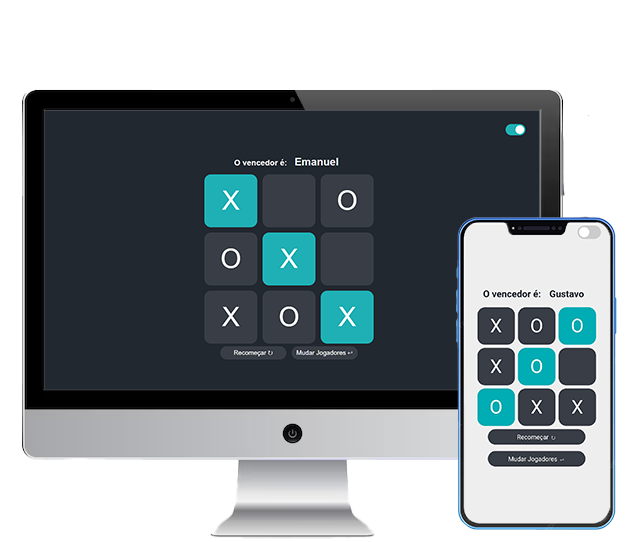 O vencedor é: Emanuel
X O
O X
X O X
Recomeçar ↻ Mudar Jogadores ↩
O vencedor é: Gustavo
X O O
X O
O X X
Recomeçar ↻
Mudar Jogadores ↩